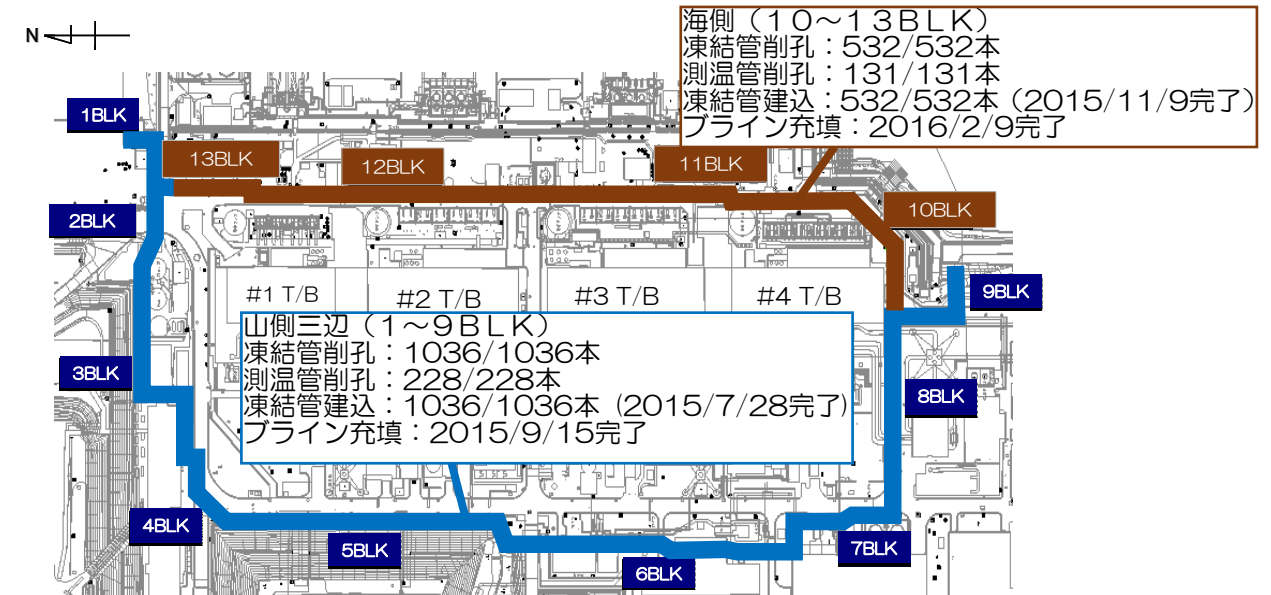 N
海側（10～13BLK）
凍結管削孔：532/532本
測温管削孔：131/131本
凍結管建込：532/532本（2015/11/9完了）
ブライン充填：2016/2/9完了
1BLK
13BLK
12BLK
11BLK
10BLK
2BLK
9BLK
#1 T/B
#2 T/B
#3 T/B
#4 T/B
山側三辺（1～9BLK）
凍結管削孔：1036/1036本
測温管削孔：228/228本
凍結管建込：1036/1036本（2015/7/28完了）
ブライン充填：2015/9/15完了
3BLK
8BLK
4BLK
5BLK
6BLK
7BLK